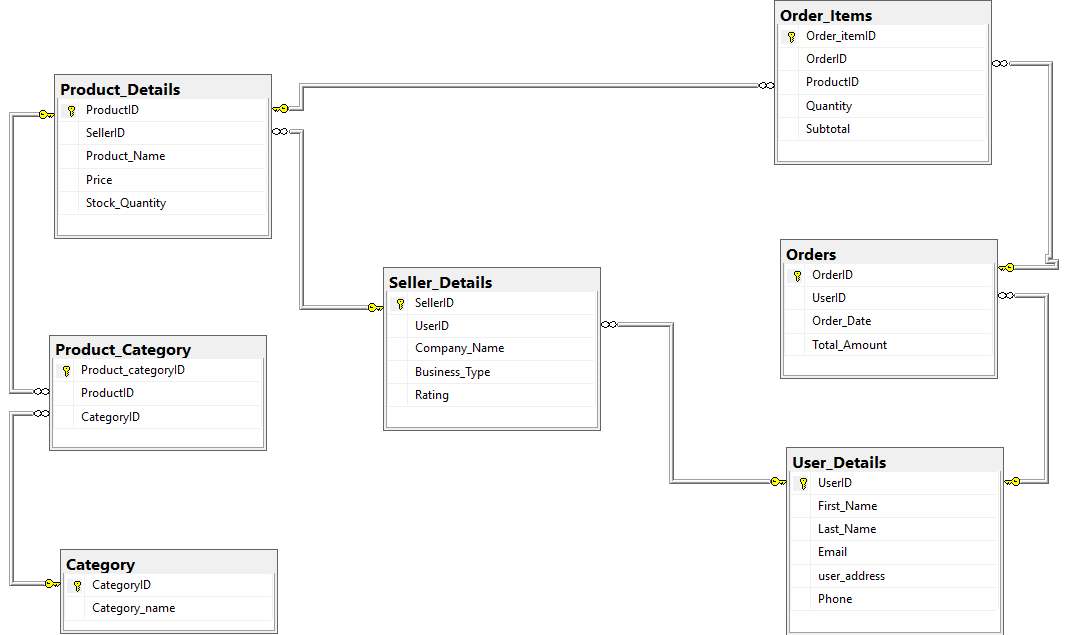 Order_Items
Order_itemID
OrderID
ProductID
Quantity
Subtotal
Product_Details
ProductID
SellerID
Product_Name
Price
Stock_Quantity
Seller_Details
SellerID
UserID
Company_Name
Business_Type
Rating
Orders
OrderID
UserID
Order_Date
Total_Amount
Product_Category
Product_categoryID
ProductID
CategoryID
User_Details
UserID
First_Name
Last_Name
Email
user_address
Phone
Category
CategoryID
Category_name